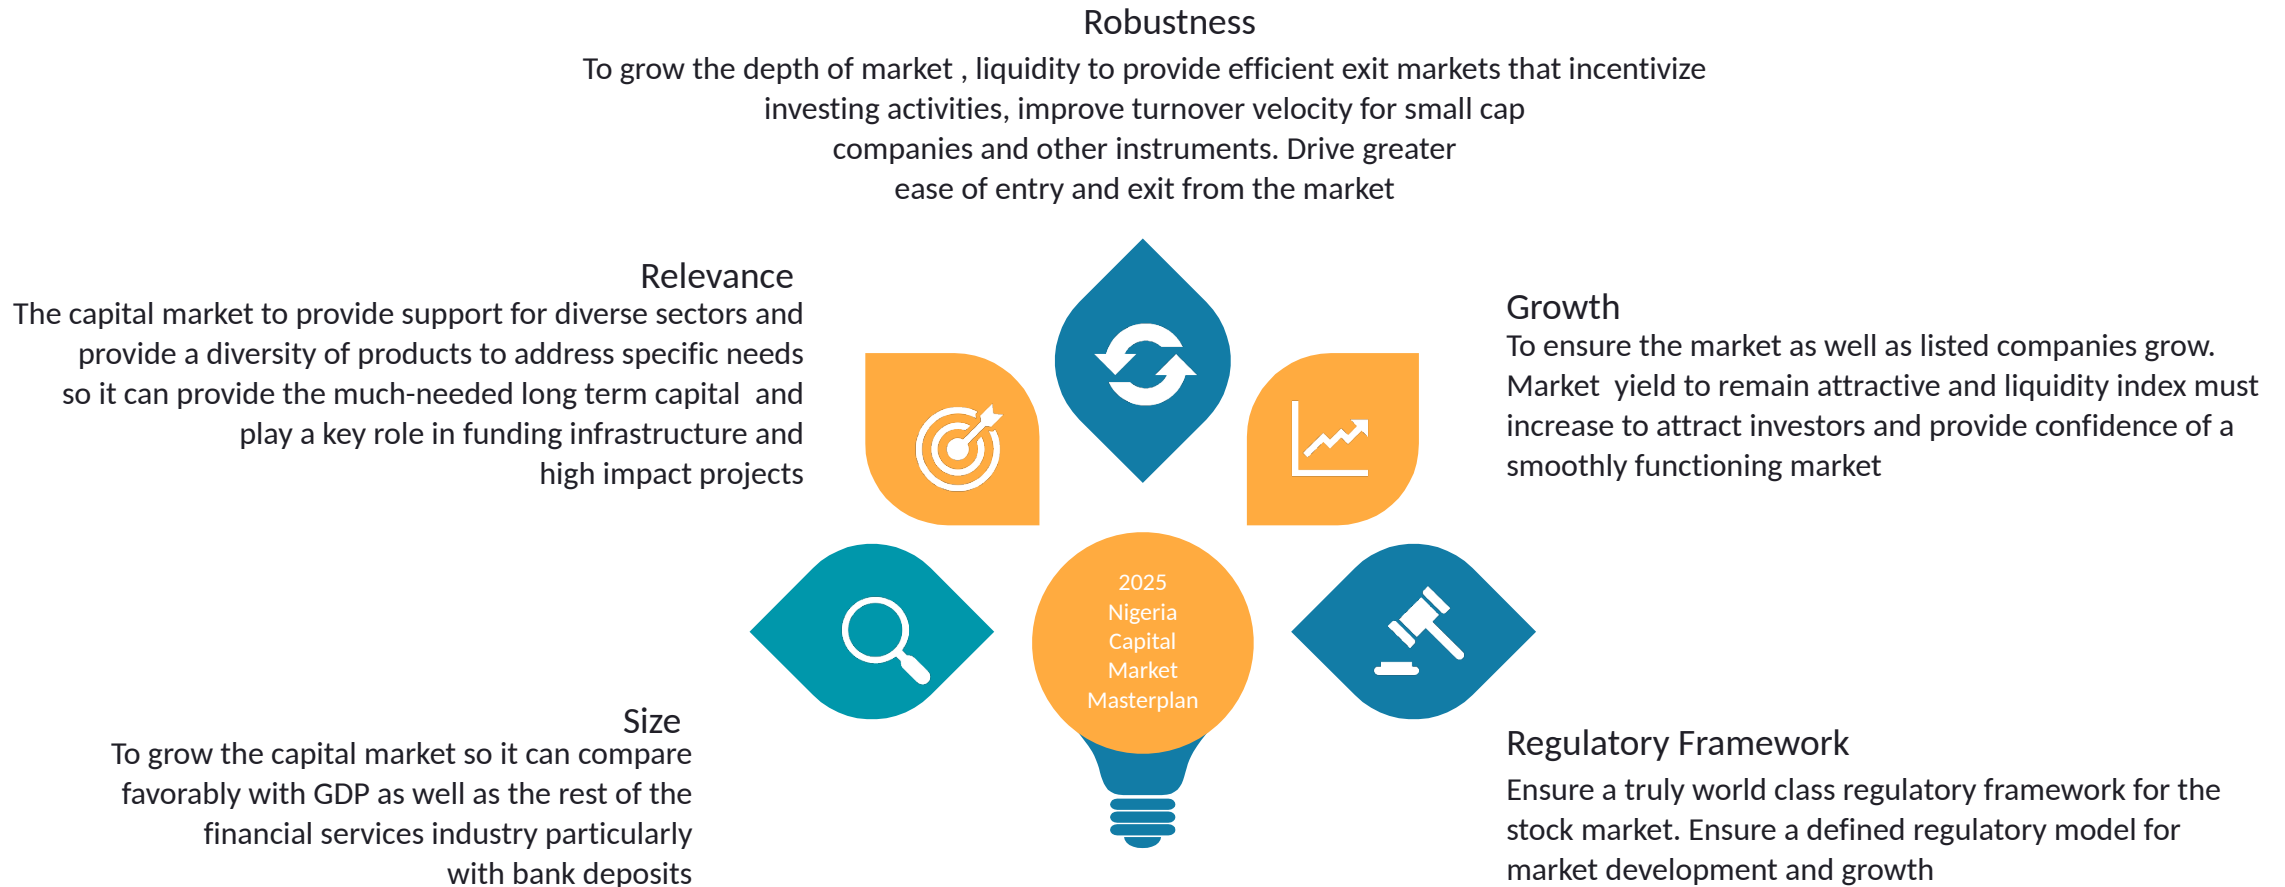 Robustness
To grow the depth of market , liquidity to provide efficient exit markets that incentivize
investing activities, improve turnover velocity for small cap
companies and other instruments. Drive greater
ease of entry and exit from the market
Relevance
The capital market to provide support for diverse sectors and
provide a diversity of products to address specific needs
so it can provide the much-needed long term capital  and
play a key role in funding infrastructure and
high impact projects
Growth
To ensure the market as well as listed companies grow.
Market  yield to remain attractive and liquidity index must
increase to attract investors and provide confidence of a
smoothly functioning market
2025
Nigeria
Capital
Market
Masterplan
Size
To grow the capital market so it can compare
favorably with GDP as well as the rest of the
financial services industry particularly
with bank deposits
Regulatory Framework
Ensure a truly world class regulatory framework for the
stock market. Ensure a defined regulatory model for
market development and growth